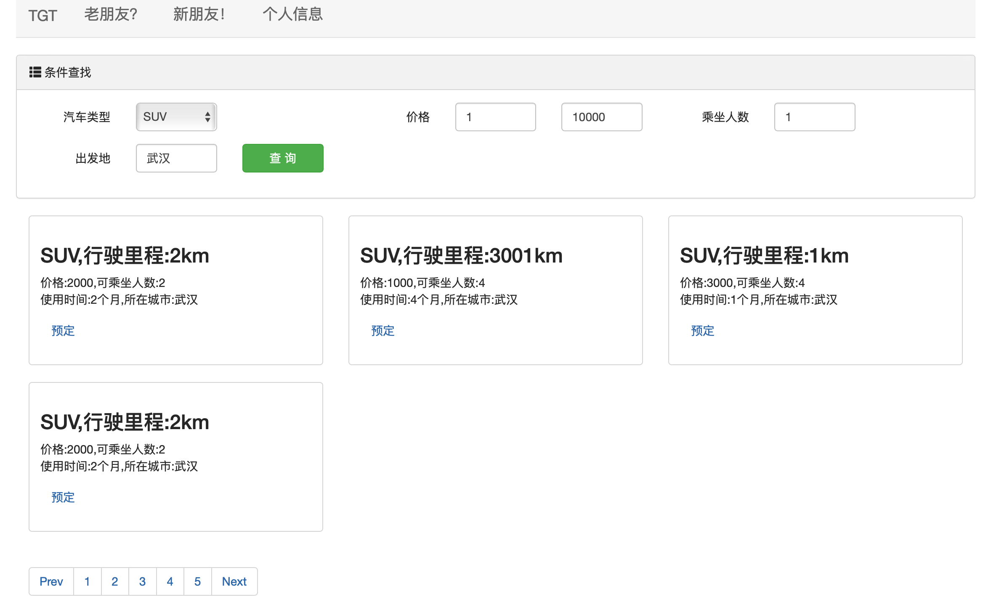 TGT 老朋友? 新朋友! 个人信息
条件查找
汽车类型 SUV 价格 1 10000 乘坐人数 1
出发地 武汉 查 询
SUV,行驶里程:2km
价格:2000,可乘坐人数:2
使用时间:2个月,所在城市:武汉
预定
SUV,行驶里程:3001km
价格:1000,可乘坐人数:4
使用时间:4个月,所在城市:武汉
预定
SUV,行驶里程:1km
价格:3000,可乘坐人数:4
使用时间:1个月,所在城市:武汉
预定
SUV,行驶里程:2km
价格:2000,可乘坐人数:2
使用时间:2个月,所在城市:武汉
预定
Prev 1 2 3 4 5 Next